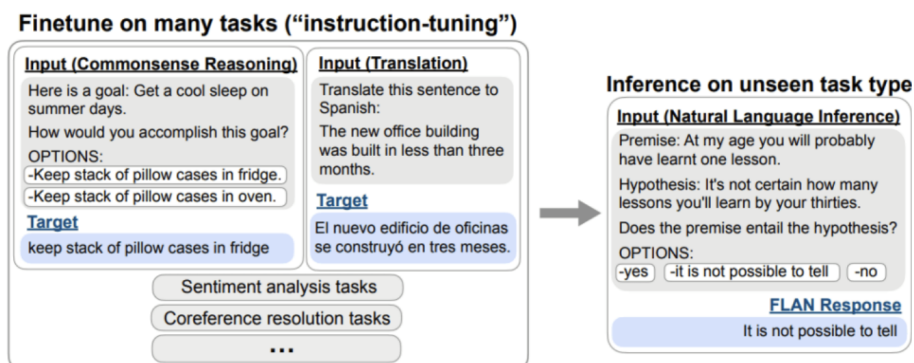 Finetune on many tasks (“instruction-tuning”)
Input (Commonsense Reasoning)
Here is a goal: Get a cool sleep on
summer days.
How would you accomplish this goal?
OPTIONS:
-Keep stack of pillow cases in fridge.
-Keep stack of pillow cases in oven.
Target
keep stack of pillow cases in fridge
Input (Translation)
Translate this sentence to
Spanish:
The new office building
was built in less than three
months.
Target
El nuevo edificio de oficinas
se construyó en tres meses.
Sentiment analysis tasks
Coreference resolution tasks
...
Inference on unseen task type
Input (Natural Language Inference)
Premise: At my age you will probably
have learnt one lesson.
Hypothesis: It's not certain how many
lessons you'll learn by your thirties.
Does the premise entail the hypothesis?
OPTIONS:
-yes -it is not possible to tell -no
FLAN Response
It is not possible to tell